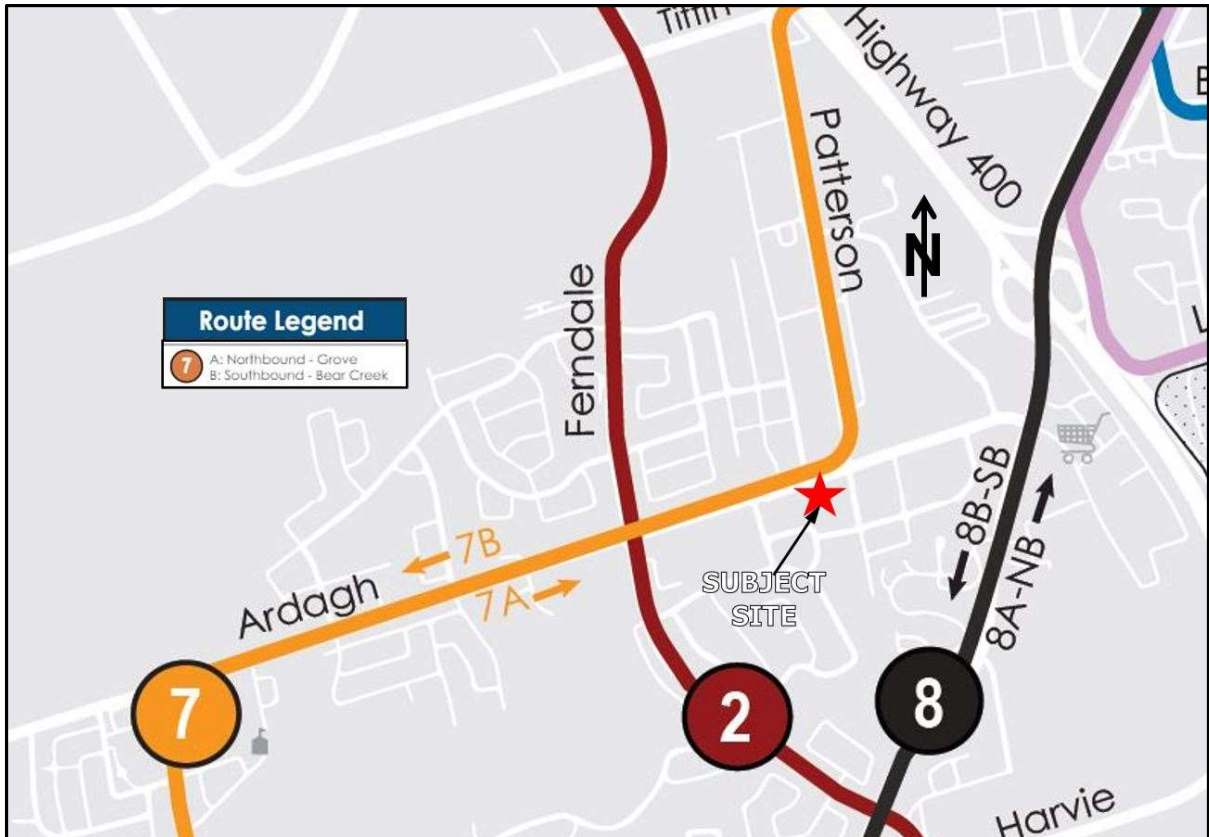 Tiffin
Highway 400
Patterson
N
Ferndale
Route Legend
7
A: Northbound - Grove
B: Southbound - Bear Creek
7B
7A
Ardagh
SUBJECT
SITE
8B-SB
8A-NB
7
2
8
Harvie